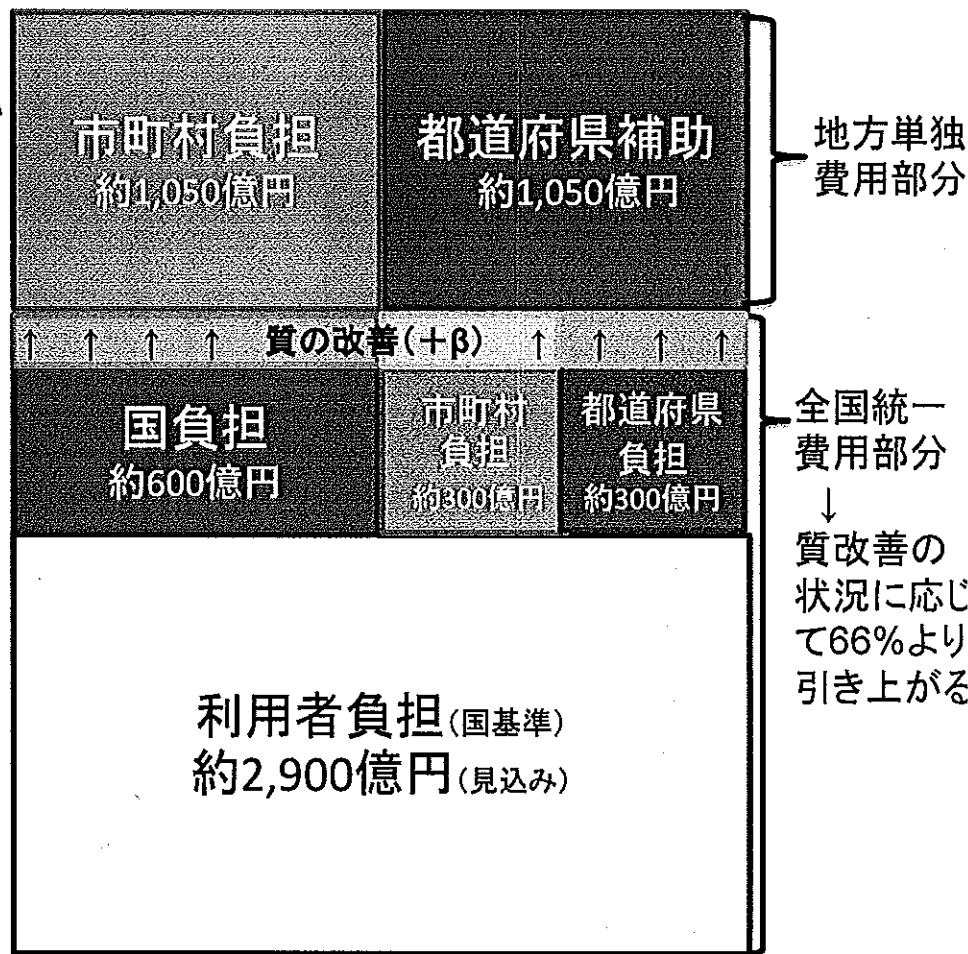 市町村負担
約1,050億円
都道府県補助
約1,050億円
地方単独
費用部分
↑ ↑ ↑ ↑ 質の改善(+β) ↑ ↑ ↑ ↑
国負担
約600億円
市町村
負担
約300億円
都道府県
負担
約300億円
全国統一
費用部分
↓
質改善の
状況に応じ
て66%より
引き上がる
利用者負担(国基準)
約2,900億円(見込み)